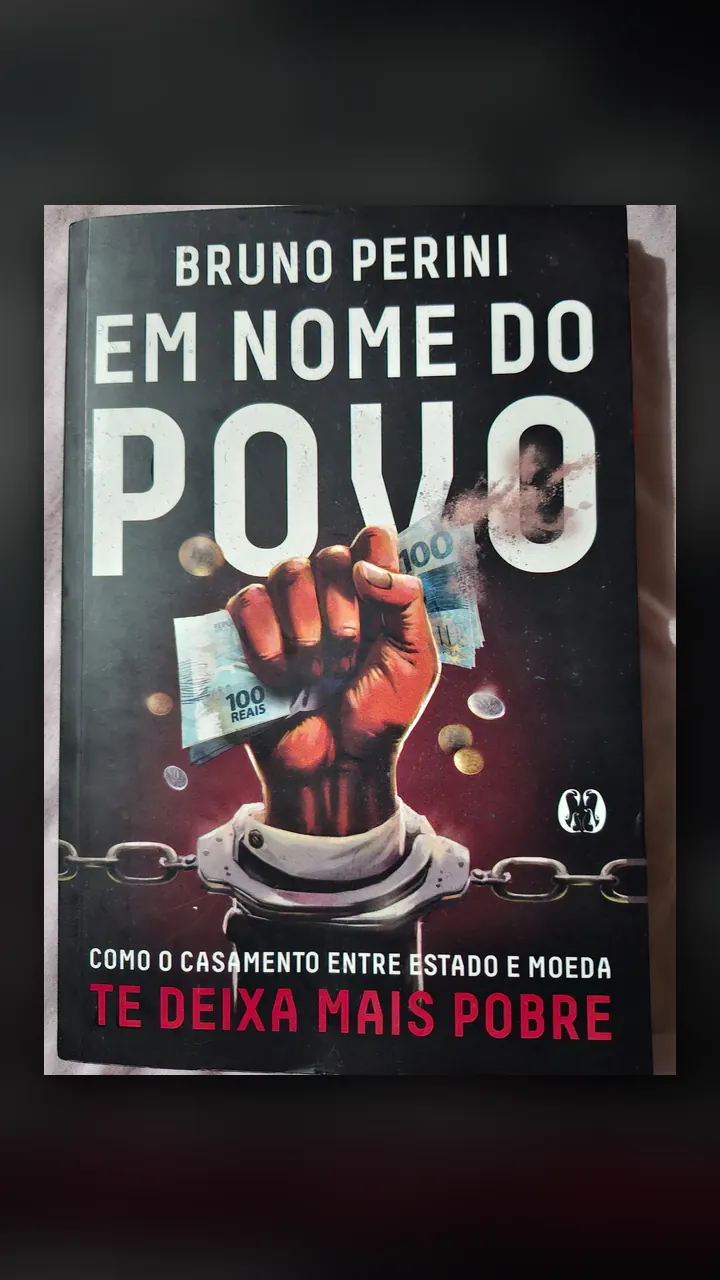 BRUNO PERINI
EM NOME DO
POVO
100
100
REAIS
COMO O CASAMENTO ENTRE ESTADO E MOEDA
TE DEIXA MAIS POBRE